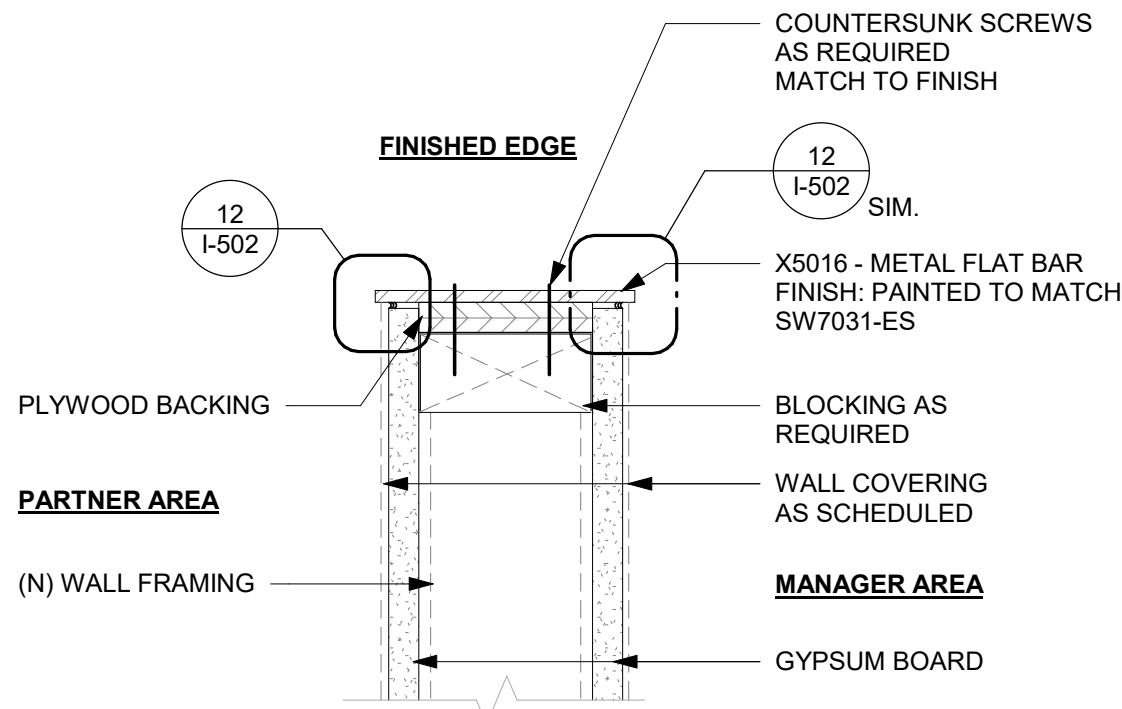 COUNTERSUNK SCREWS
AS REQUIRED
MATCH TO FINISH
FINISHED EDGE
12
I-502
SIM.
12
I-502
X5016 - METAL FLAT BAR
FINISH: PAINTED TO MATCH
SW7031-ES
PLYWOOD BACKING
BLOCKING AS
REQUIRED
PARTNER AREA
WALL COVERING
AS SCHEDULED
(N) WALL FRAMING
MANAGER AREA
GYPSUM BOARD